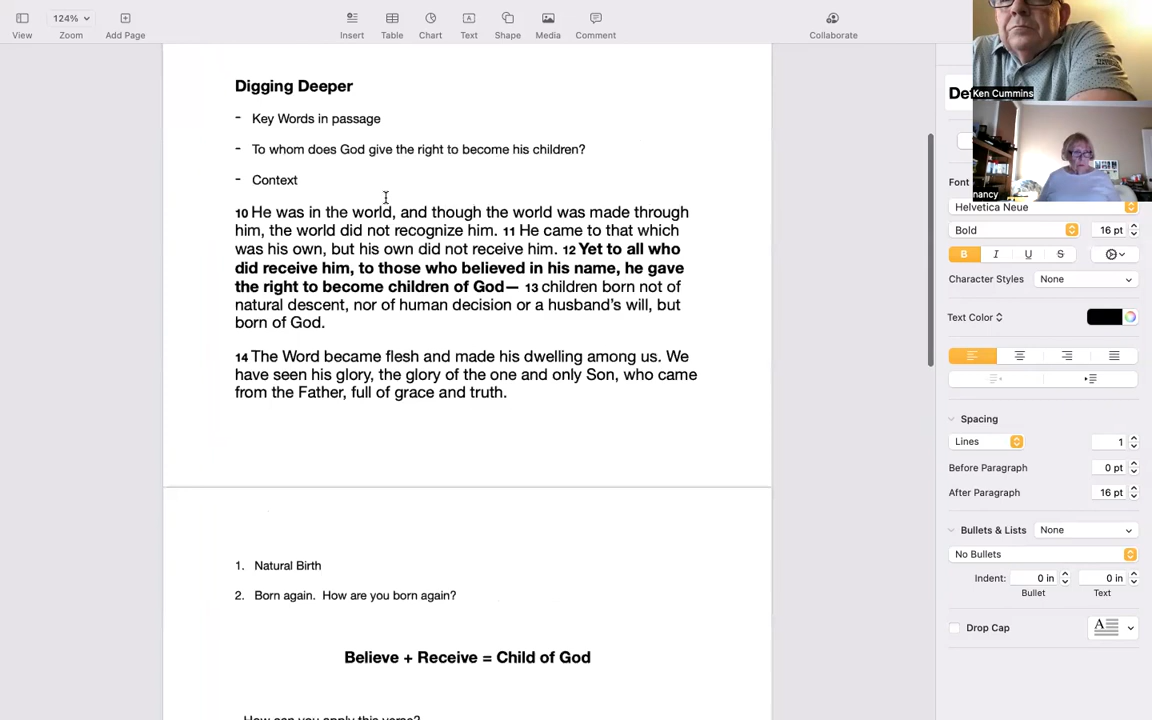 124%
View
Zoom
Add Page
Insert
Table
Chart
Text
Shape
Media
Comment
Collaborate
Ken Cummins
nancy
Digging Deeper
- Key Words in passage
- To whom does God give the right to become his children?
- Context
10 He was in the world, and though the world was made through
him, the world did not recognize him. 11 He came to that which
was his own, but his own did not receive him. 12 Yet to all who
did receive him, to those who believed in his name, he gave
the right to become children of God— 13 children born not of
natural descent, nor of human decision or a husband's will, but
born of God.
14 The Word became flesh and made his dwelling among us. We
have seen his glory, the glory of the one and only Son, who came
from the Father, full of grace and truth.
1. Natural Birth
2. Born again. How are you born again?
Believe + Receive = Child of God
How can you apply this verse?
Font
Helvetica Neue
Bold
16 pt
B I U S
Character Styles
None
Text Color
Spacing
Lines
1
Before Paragraph
0 pt
After Paragraph
16 pt
Bullets & Lists
None
No Bullets
Indent:
0 in
0 in
Bullet
Text
Drop Cap
A